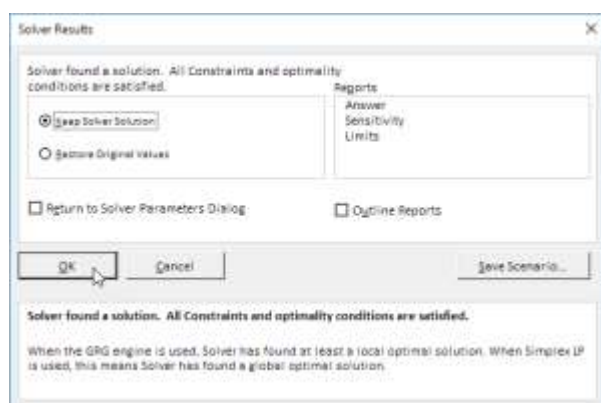 Solver Results
Solver found a solution. All Constraints and optimality
conditions are satisfied.
Reports
Answer
Sensitivity
Limits
Keep Solver Solution
Restore Original Values
Return to Solver Parameters Dialog
Outline Reports
OK
Cancel
Save Scenario...
Solver found a solution. All Constraints and optimality conditions are satisfied.
When the GRG engine is used, Solver has found at least a local optimal solution. When Simplex LP
is used, this means Solver has found a global optimal solution.